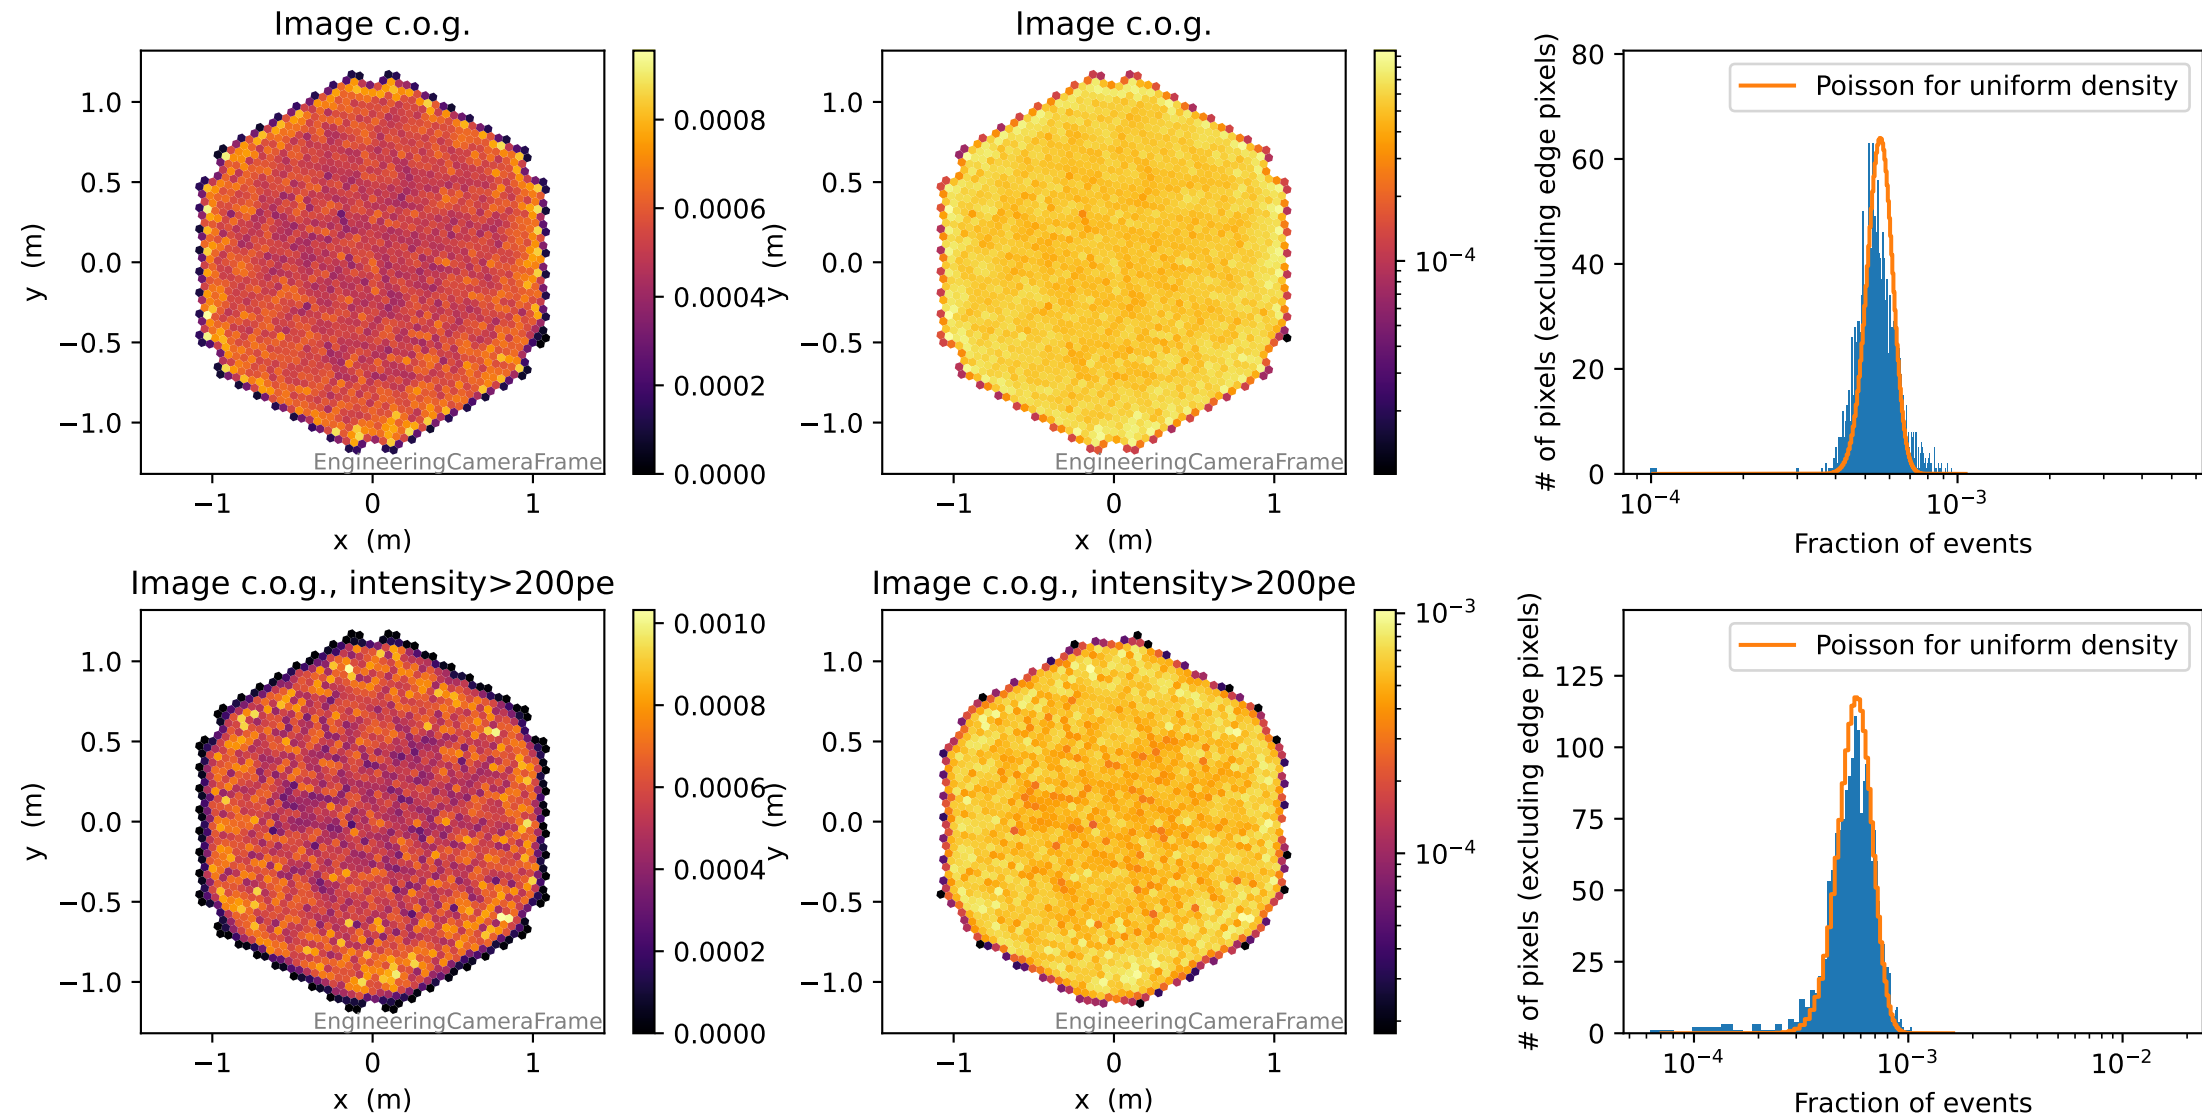 Image c.o.g.
1.0
0.5
0.0
−0.5
−1.0
y (m)
−1
0
1
x (m)
EngineeringCameraFrame
0.0008
0.0006
0.0004
0.0002
0.0000
Image c.o.g.
1.0
0.5
0.0
−0.5
−1.0
y (m)
−1
0
1
x (m)
EngineeringCameraFrame
10⁻⁴
80
60
40
20
0
# of pixels (excluding edge pixels)
Poisson for uniform density
10⁻⁴
10⁻³
Fraction of events
Image c.o.g., intensity>200pe
1.0
0.5
0.0
−0.5
−1.0
y (m)
−1
0
1
x (m)
EngineeringCameraFrame
0.0010
0.0008
0.0006
0.0004
0.0002
0.0000
Image c.o.g., intensity>200pe
1.0
0.5
0.0
−0.5
−1.0
y (m)
−1
0
1
x (m)
EngineeringCameraFrame
10⁻³
10⁻⁴
125
100
75
50
25
0
# of pixels (excluding edge pixels)
Poisson for uniform density
10⁻⁴
10⁻³
10⁻²
Fraction of events